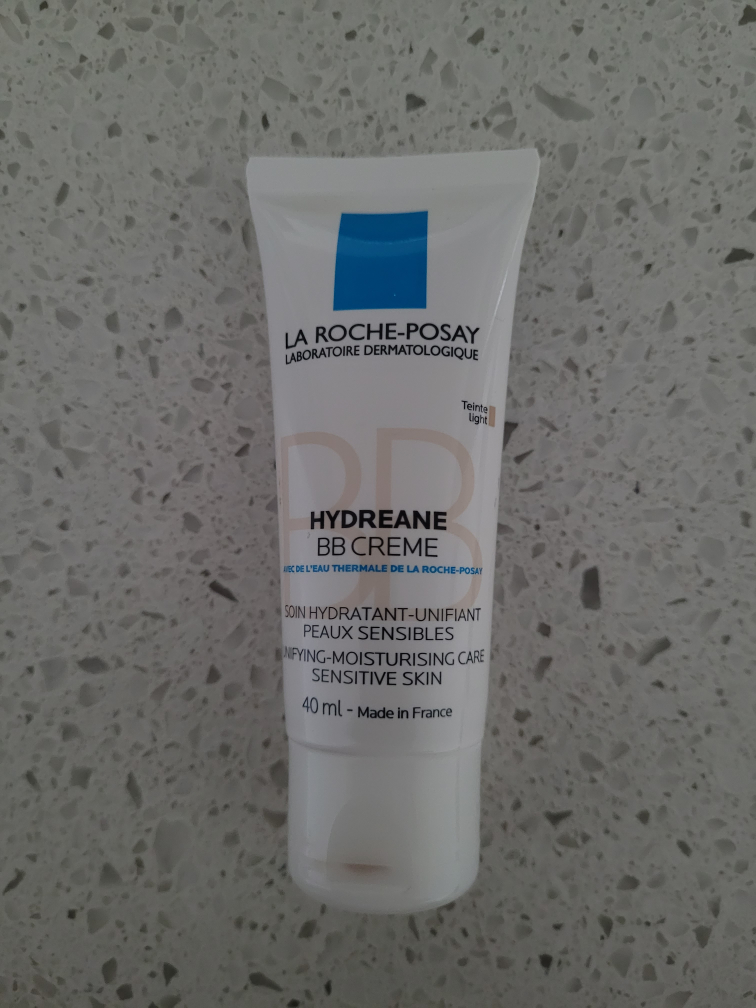 LA ROCHE-POSAY
LABORATOIRE DERMATOLOGIQUE
Teinte
light
BB
HYDREANE
BB CREME
AVEC DE L'EAU THERMALE DE LA ROCHE-POSAY
SOIN HYDRATANT-UNIFIANT
PEAUX SENSIBLES
UNIFYING-MOISTURISING CARE
SENSITIVE SKIN
40 ml - Made in France